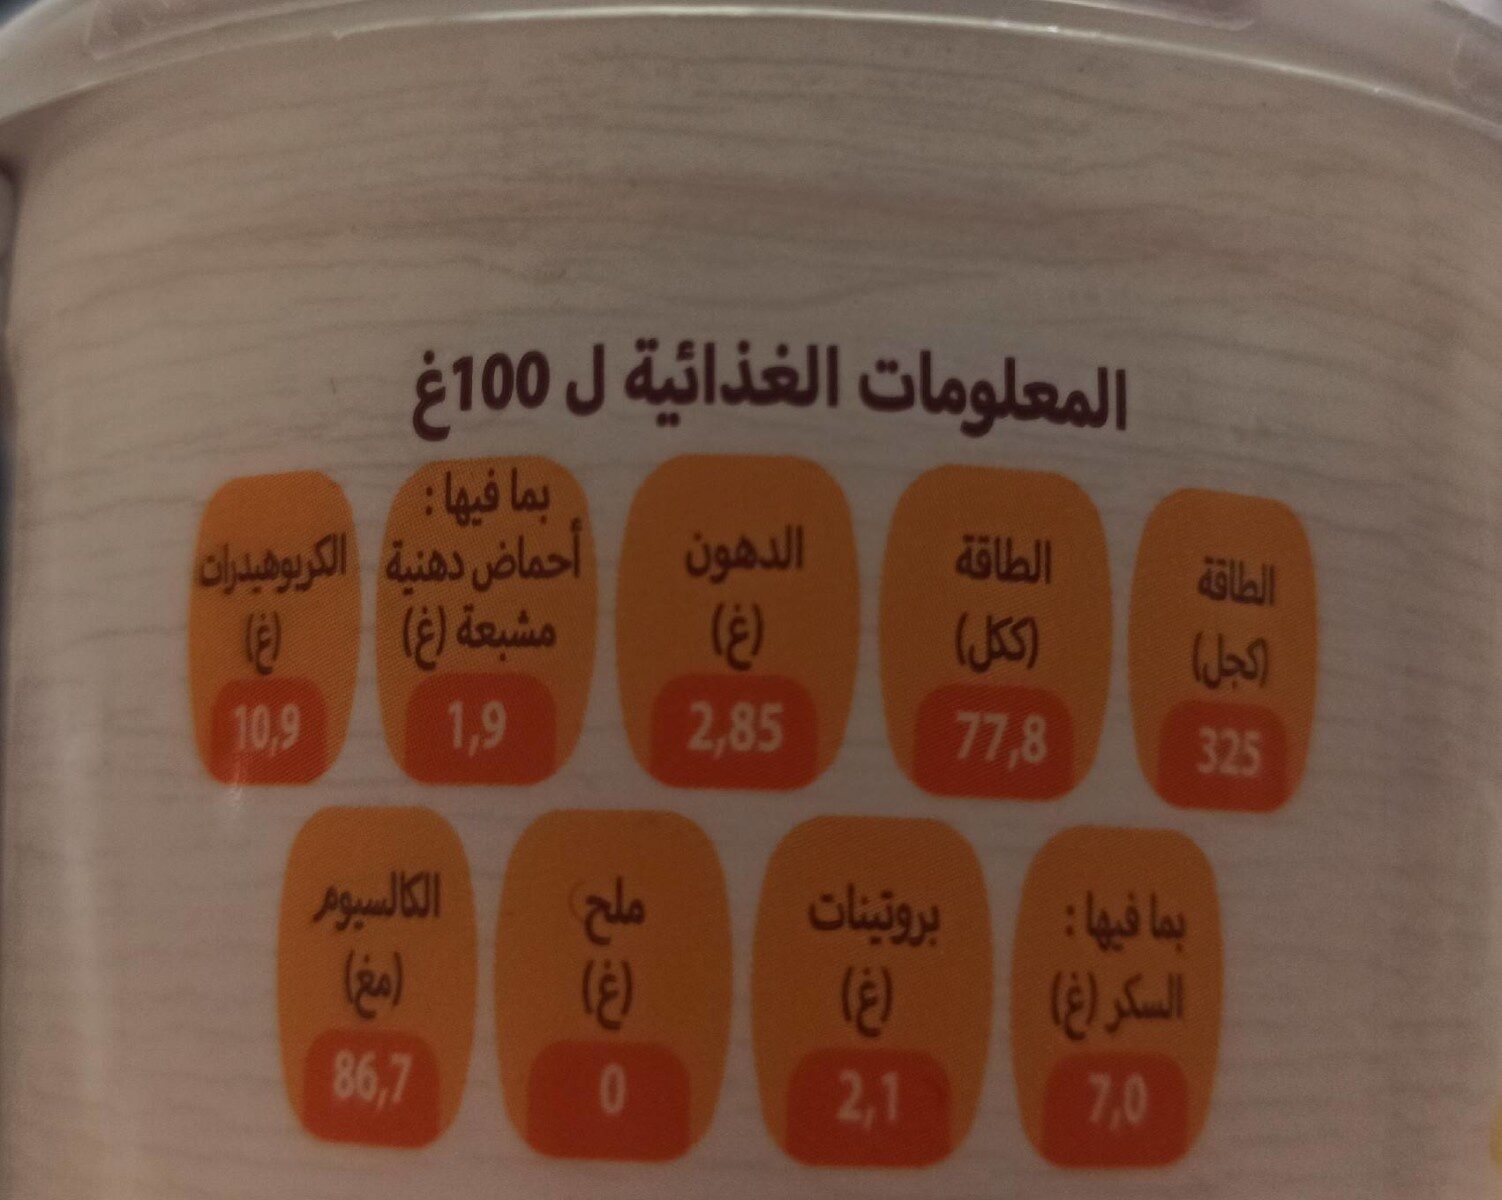 المعلومات الغذائية ل 100غ
الطاقة
(كجل)
325
الطاقة
(ككل)
77,8
الدهون
(غ)
2,85
بما فيها :
أحماض دهنية
مشبعة (غ)
1,9
الكربوهيدرات
(غ)
10,9
بما فيها :
السكر (غ)
7,0
بروتينات
(غ)
2,1
ملح
(غ)
0
الكالسيوم
(مغ)
86,7